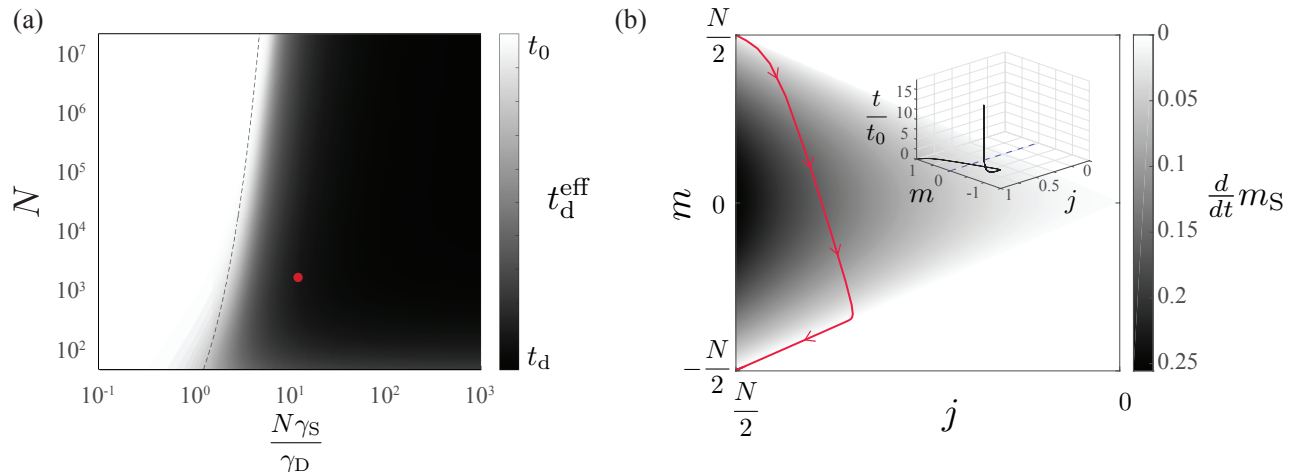 (a)
10^7
10^6
10^5
10^4
10^3
10^2
N
10^-1
10^0
10^1
10^2
10^3
Nγ_S
γ_D
t_0
t_d^eff
t_d
(b)
N
2
m
0
-N
2
N
2
j
0
t
t_0
15
10
5
0
1
0
-1
m
1
0.5
0
j
0
0.05
0.1
0.15
0.2
0.25
d
dt
m_S